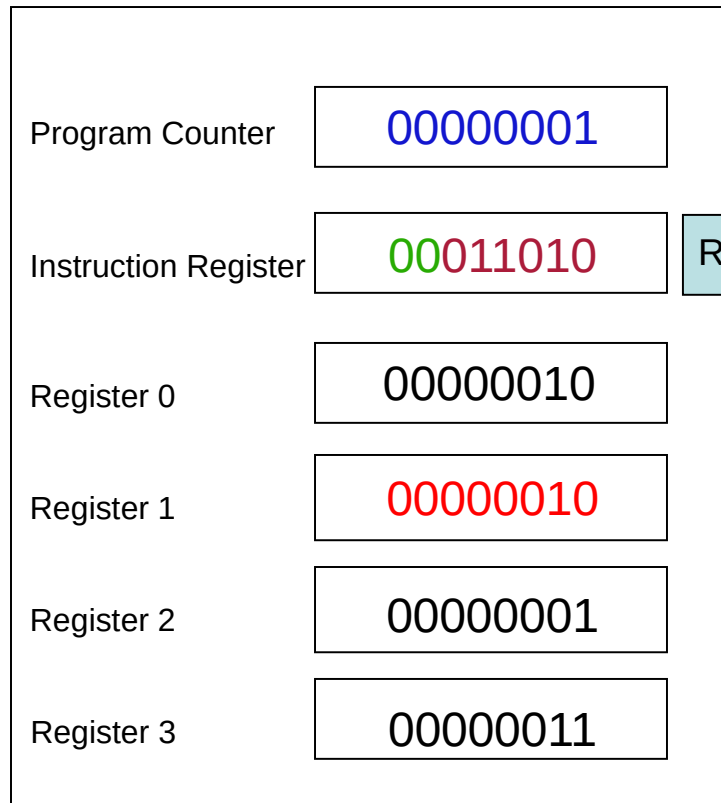 Program Counter 00000001
Instruction Register 00011010 R
Register 0 00000010
Register 1 00000010
Register 2 00000001
Register 3 00000011